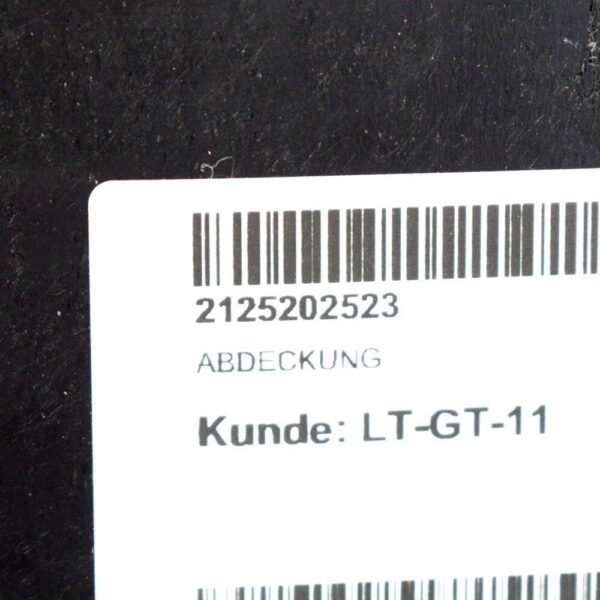 2125202523
ABDECKUNG
Kunde: LT-GT-11